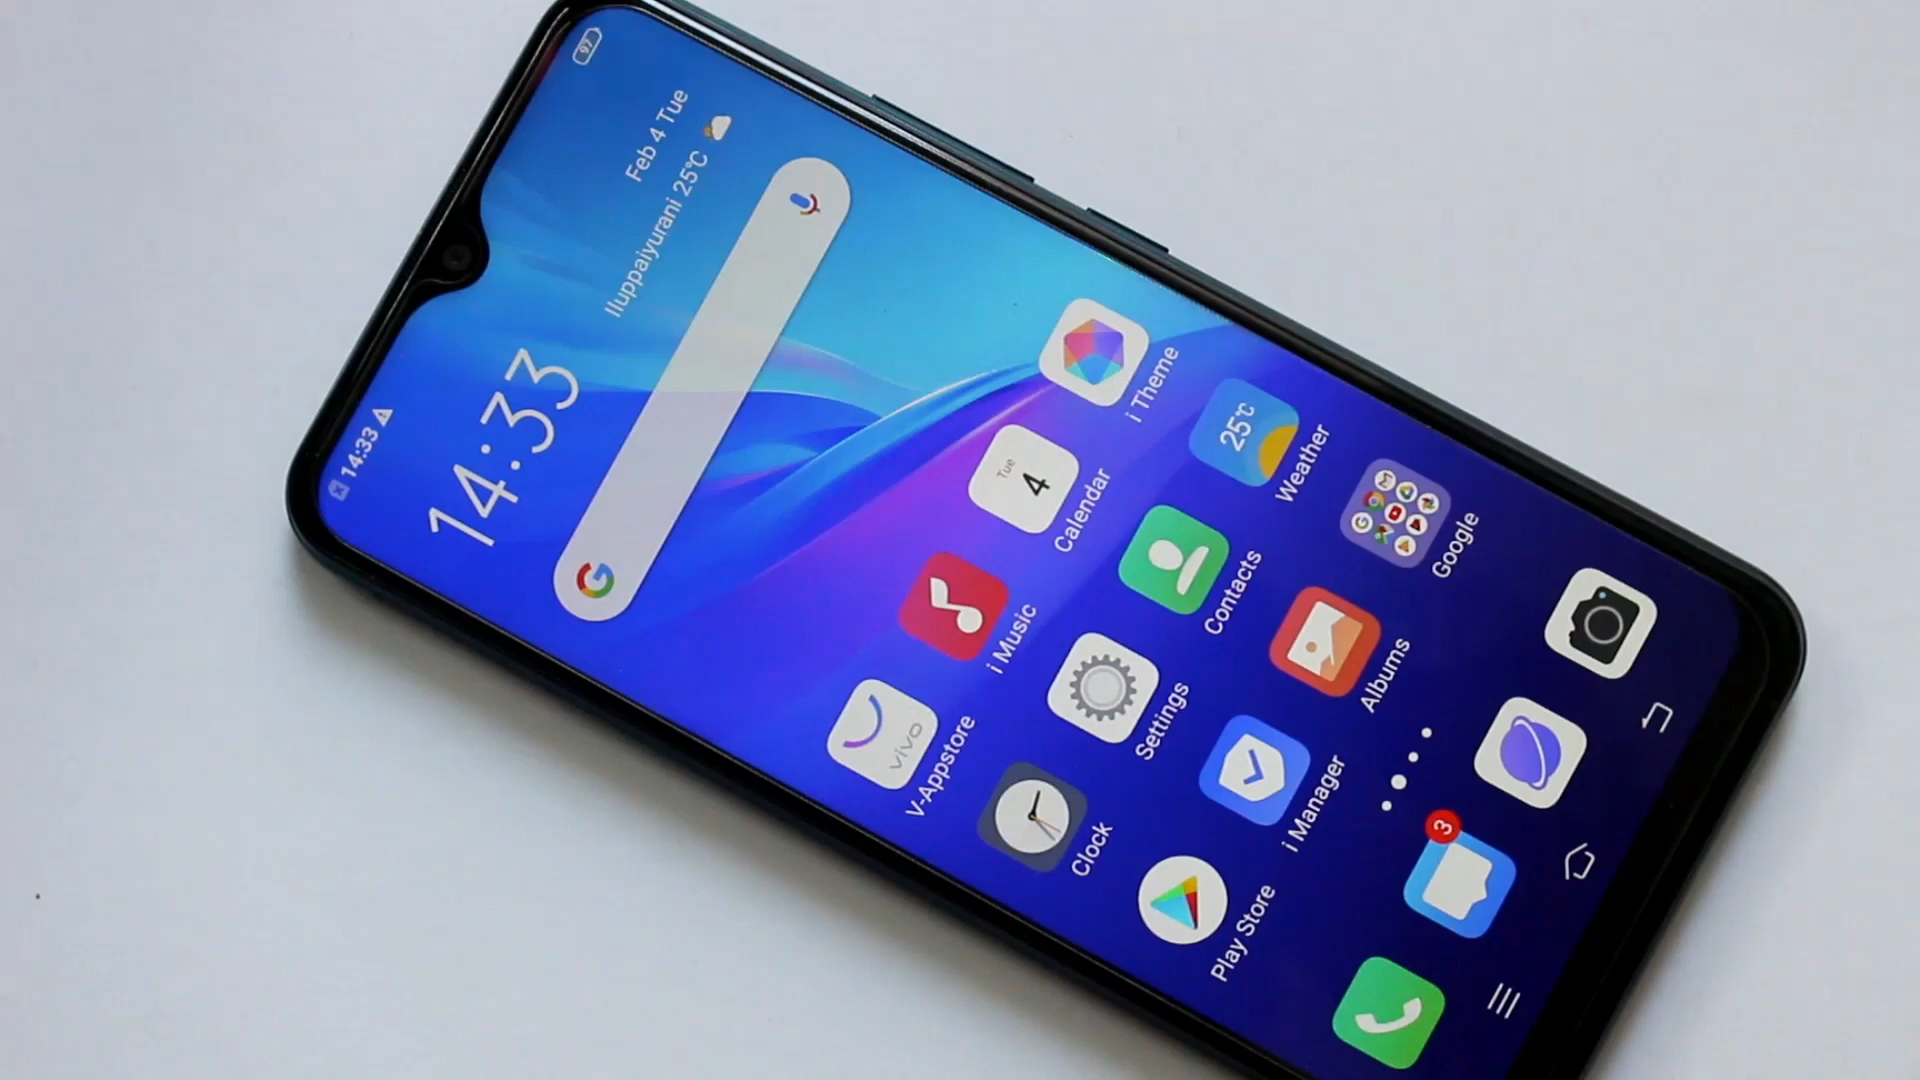 14:33
97
14:33
Feb 4 Tue
Iluppaiyurani 25℃
vivo
V-Appstore
i Music
Tue
4
Calendar
i Theme
Clock
Settings
Contacts
25℃
Weather
Play Store
i Manager
Albums
Google
3